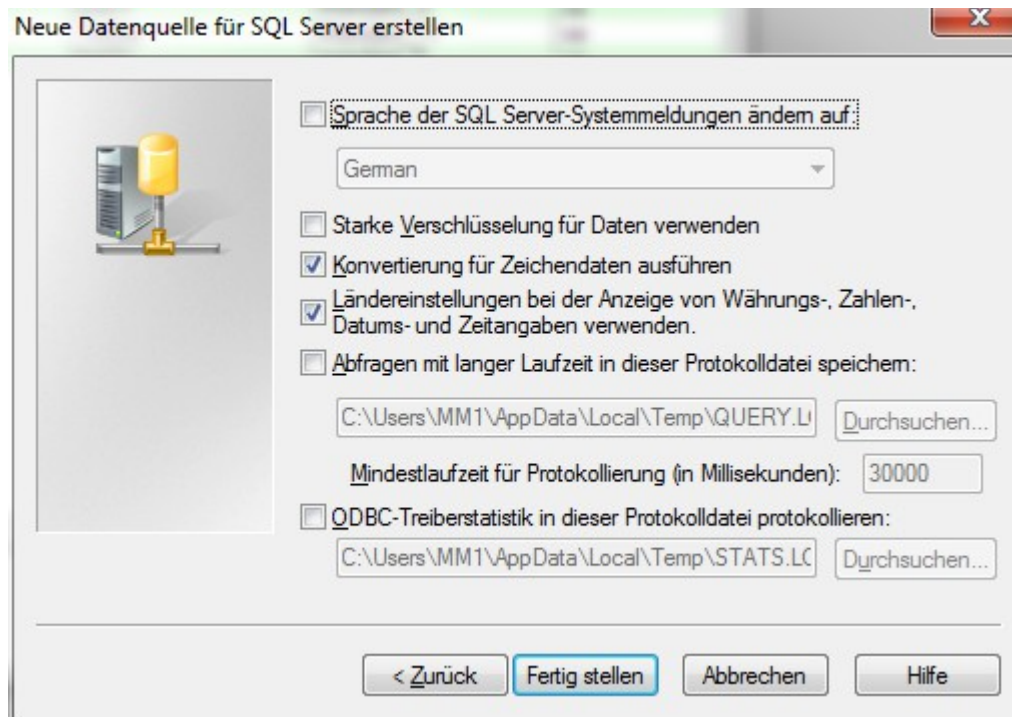 Neue Datenquelle für SQL Server erstellen
Sprache der SQL Server-Systemmeldungen ändern auf:
German
Starke Verschlüsselung für Daten verwenden
Konvertierung für Zeichendaten ausführen
Ländereinstellungen bei der Anzeige von Währungs-, Zahlen-,
Datums- und Zeitangaben verwenden.
Abfragen mit langer Laufzeit in dieser Protokolldatei speichern:
C:\Users\MM1\AppData\Local\Temp\QUERY.LO Durchsuchen...
Mindestlaufzeit für Protokollierung (in Millisekunden): 30000
ODBC-Treiberstatistik in dieser Protokolldatei protokollieren:
C:\Users\MM1\AppData\Local\Temp\STATS.LO Durchsuchen...
< Zurück Fertig stellen Abbrechen Hilfe